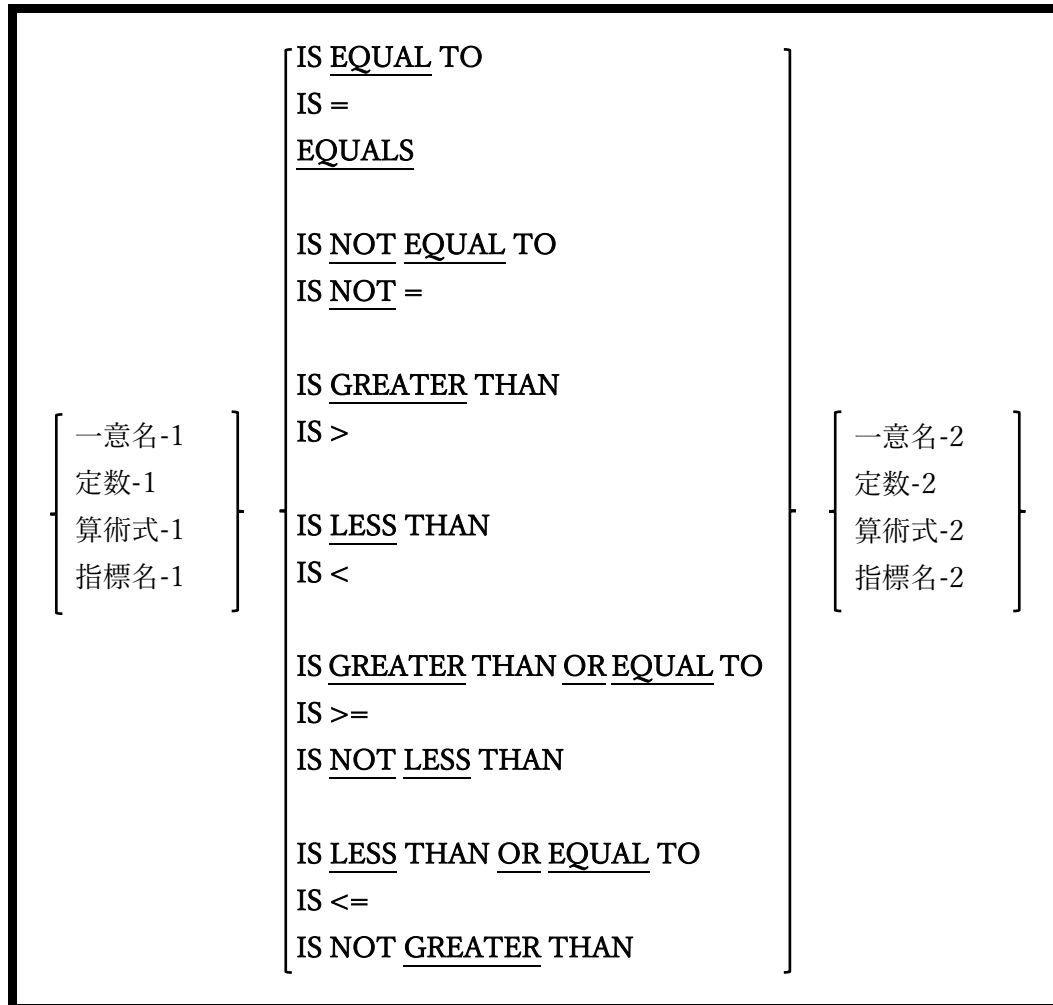 一意名-1
定数-1
算術式-1
指標名-1
IS EQUAL TO
IS =
EQUALS
IS NOT EQUAL TO
IS NOT =
IS GREATER THAN
IS >
IS LESS THAN
IS <
IS GREATER THAN OR EQUAL TO
IS >=
IS NOT LESS THAN
IS LESS THAN OR EQUAL TO
IS <=
IS NOT GREATER THAN
一意名-2
定数-2
算術式-2
指標名-2